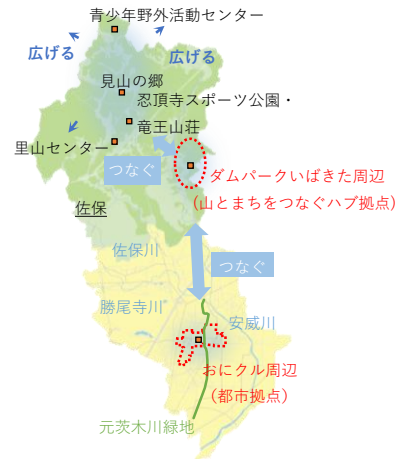 青少年野外活動センター
広げる
広げる
見山の郷
忍頂寺スポーツ公園・
竜王山荘
里山センター
つなぐ
ダムパークいばきた周辺
(山とまちをつなぐハブ拠点)
佐保
佐保川
つなぐ
勝尾寺川
安威川
おにクル周辺
(都市拠点)
元茨木川緑地